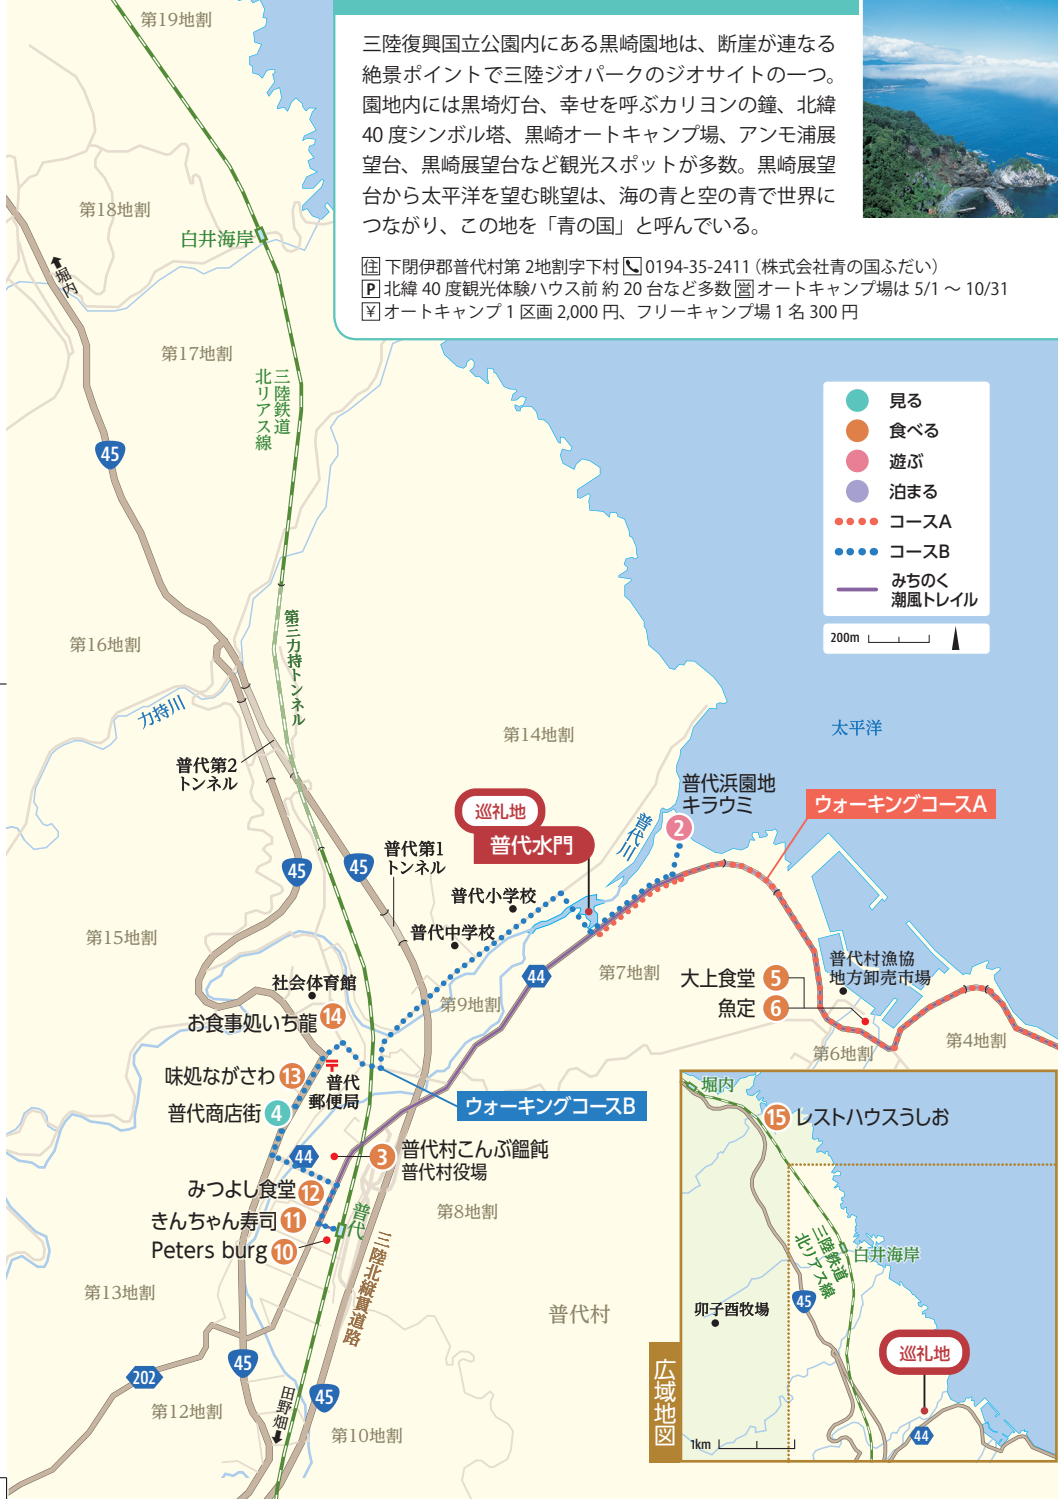 三陸復興国立公園内にある黒崎園地は、断崖が連なる
絶景ポイントで三陸ジオパークのジオサイトの一つ。
園地内には黒埼灯台、幸せを呼ぶカリヨンの鐘、北緯
40 度シンボル塔、黒崎オートキャンプ場、アンモ浦展
望台、黒崎展望台など観光スポットが多数。黒崎展望
台から太平洋を望む眺望は、海の青と空の青で世界に
つながり、この地を「青の国」と呼んでいる。
住 下閉伊郡普代村第 2地割字下村 0194-35-2411（株式会社青の国ふだい）
P 北緯 40 度観光体験ハウス前 約 20 台など多数 営 オートキャンプ場は 5/1 ～ 10/31
¥ オートキャンプ 1 区画 2,000 円、フリーキャンプ場 1 名 300 円
第19地割
第18地割
白井海岸
堀内
第17地割
三陸鉄道
北リアス線
45
見る
食べる
遊ぶ
泊まる
コースA
コースB
みちのく
潮風トレイル
200m
第三力持トンネル
第16地割
力持川
第14地割
太平洋
普代第2
トンネル
普代浜園地
キラウミ
2
巡礼地
普代水門
普代川
ウォーキングコースA
普代第1
トンネル
45
45
普代小学校
普代中学校
第15地割
44
第7地割
普代村漁協
地方卸売市場
大上食堂 5
魚定 6
社会体育館
第9地割
お食事処いち龍 14
第6地割
第4地割
味処ながさわ 13
〒
普代
郵便局
普代商店街 4
ウォーキングコースB
44
3 普代村こんぶ饂飩
普代村役場
みつよし食堂 12
きんちゃん寿司 11
Peters burg 10
普代
第8地割
三陸北縦貫道路
第13地割
普代村
45
202
45
田野畑
第12地割
第10地割
堀内
15 レストハウスうしお
三陸鉄道
北リアス線
白井海岸
45
卯子酉牧場
巡礼地
44
広域地図
1km